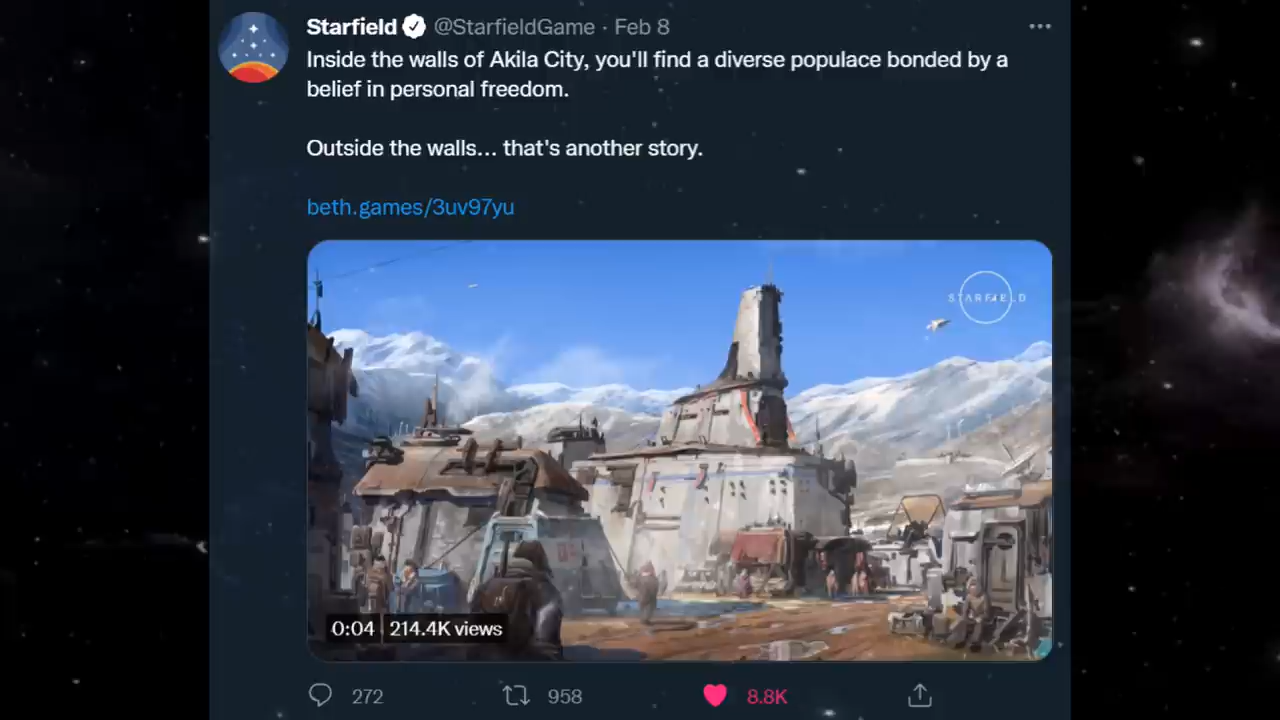 Starfield @StarfieldGame · Feb 8
Inside the walls of Akila City, you'll find a diverse populace bonded by a
belief in personal freedom.
Outside the walls... that's another story.
beth.games/3uv97yu
STARFIELD
0:04 214.4K views
272 958 8.8K